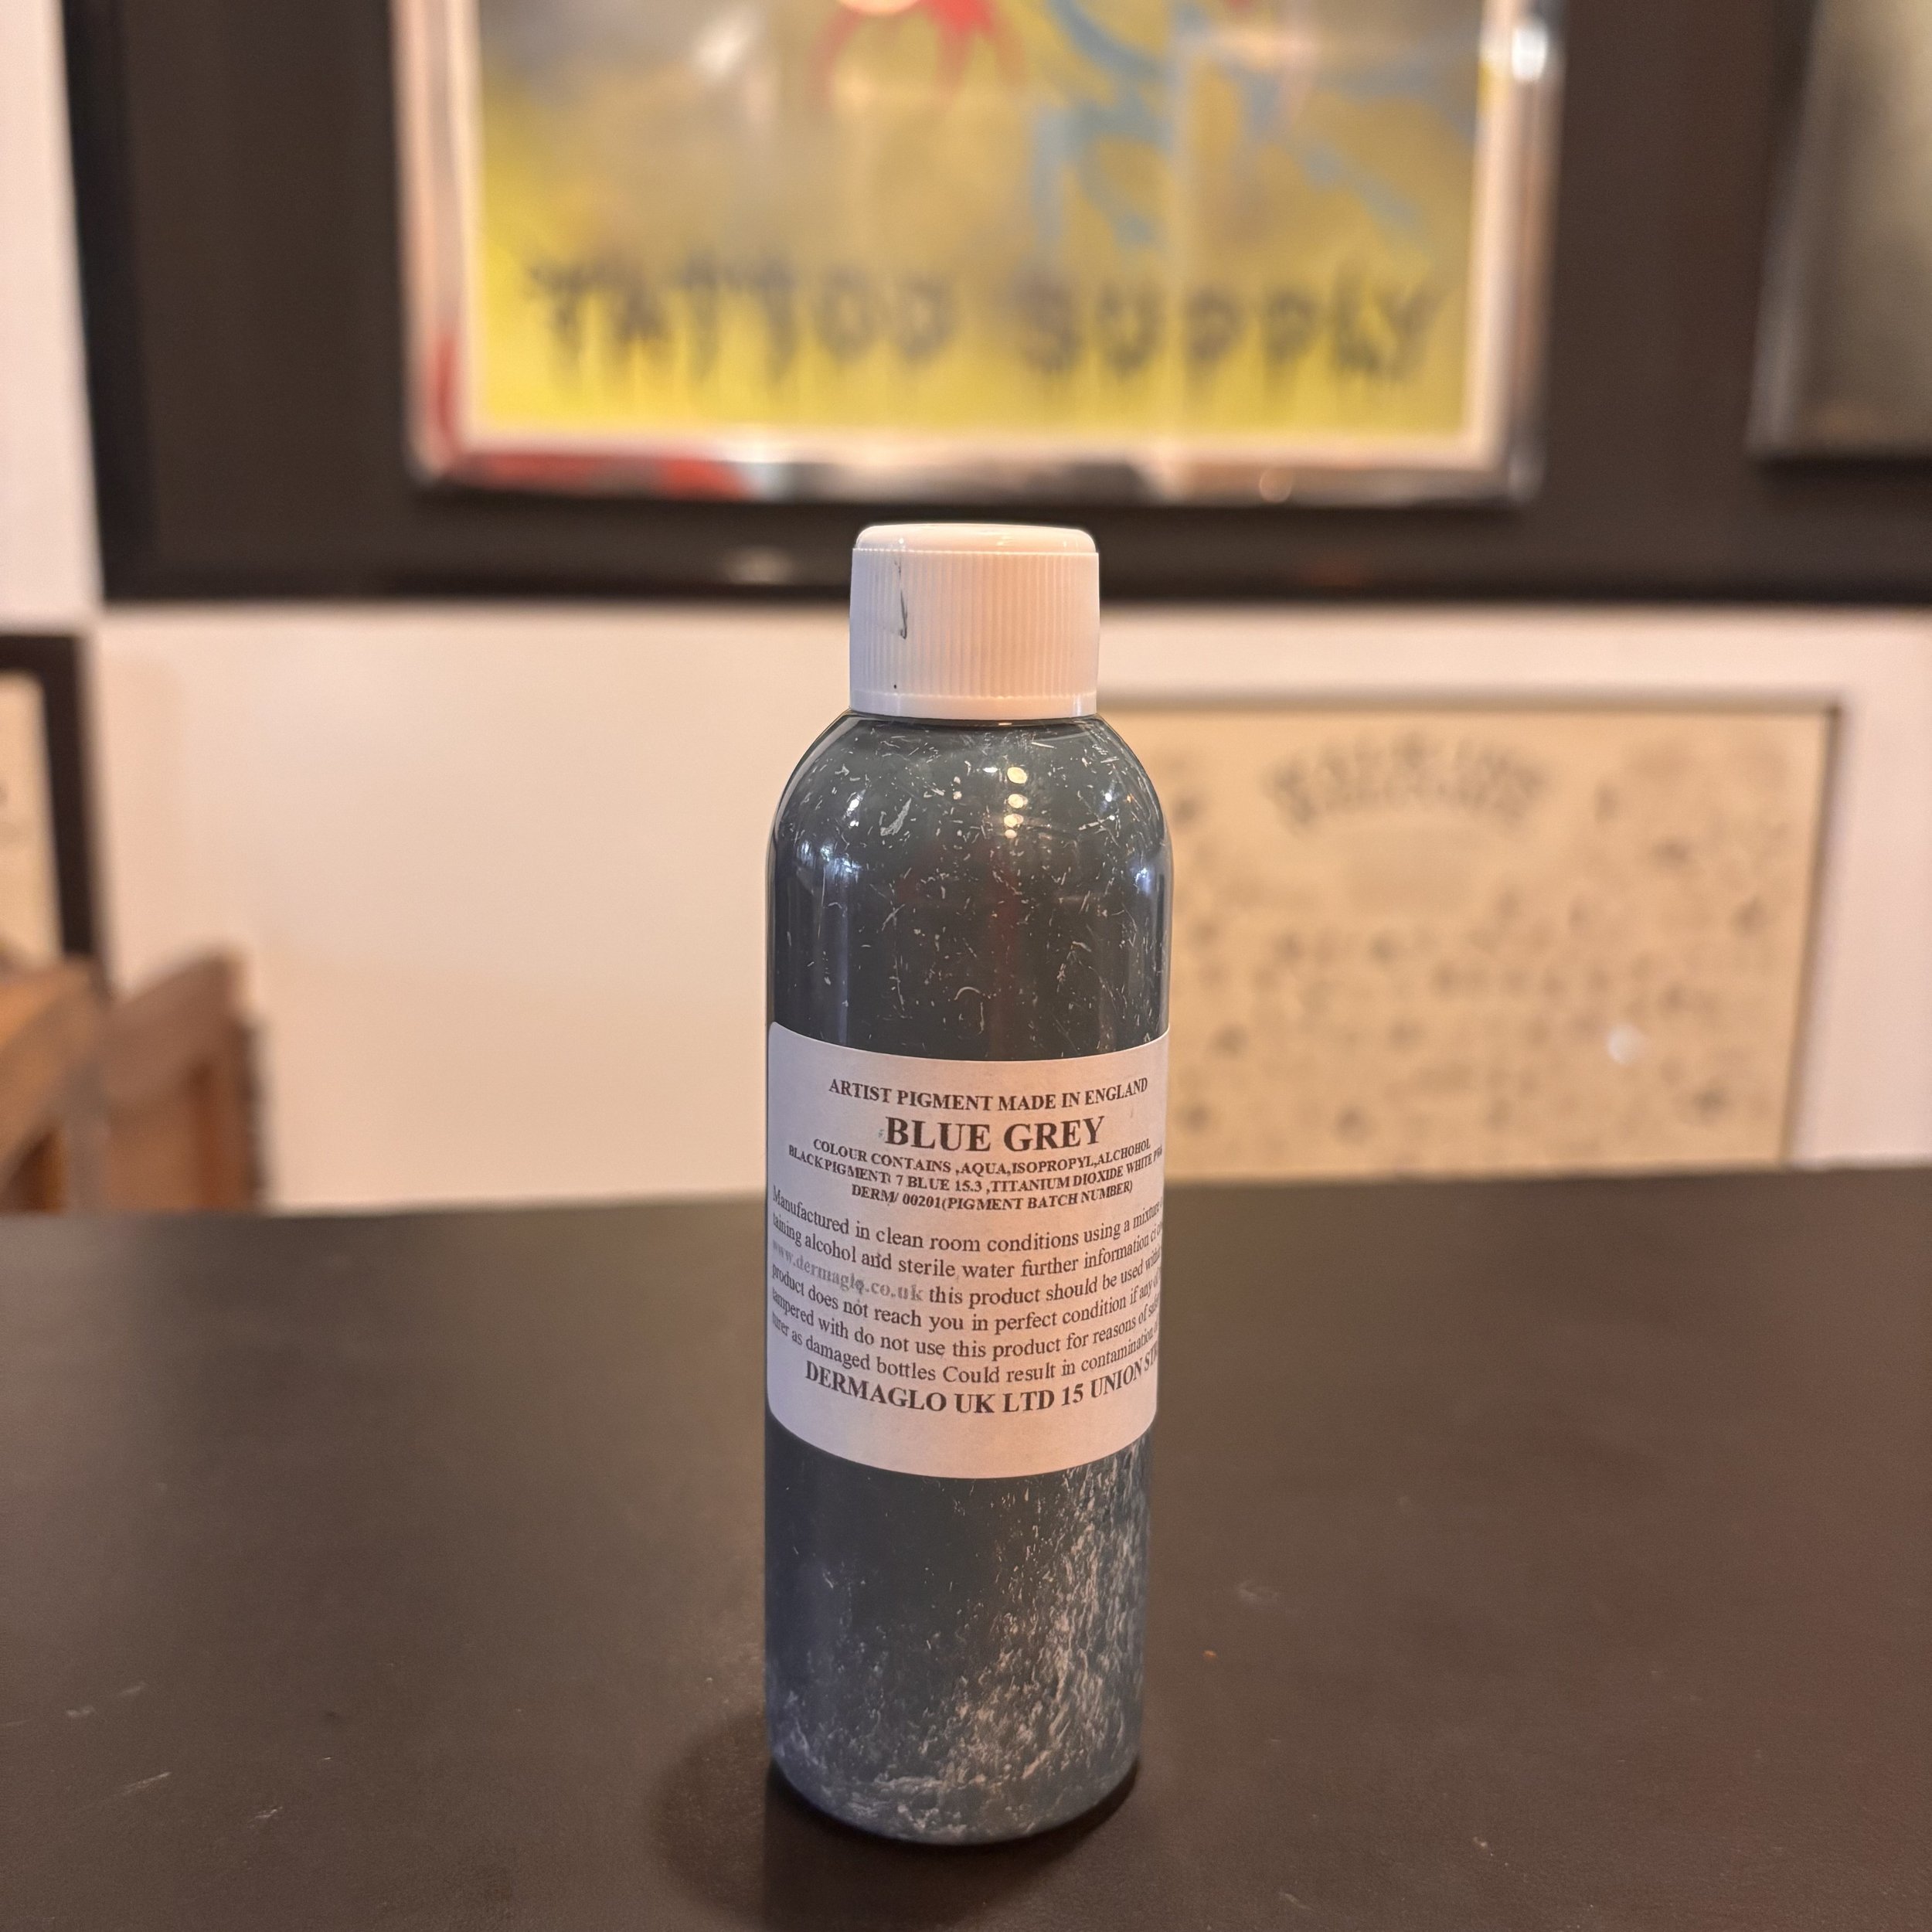 TATTOO SUPPLY
ARTIST PIGMENT MADE IN ENGLAND
BLUE GREY
COLOUR CONTAINS ,AQUA,ISOPROPYL,ALCHOHOL
BLACKPIGMENT: 7 BLUE 15.3 ,TITANIUM DIOXIDE WHITE
DERM/ 00201(PIGMENT BATCH NUMBER)
Manufactured in clean room conditions using a mixture
taining alcohol and sterile water further information
www.dermaglo.co.uk this product should be used
product does not reach you in perfect condition if any
tampered with do not use this product for reasons of
turer as damaged bottles Could result in contamination
DERMAGLO UK LTD 15 UNION